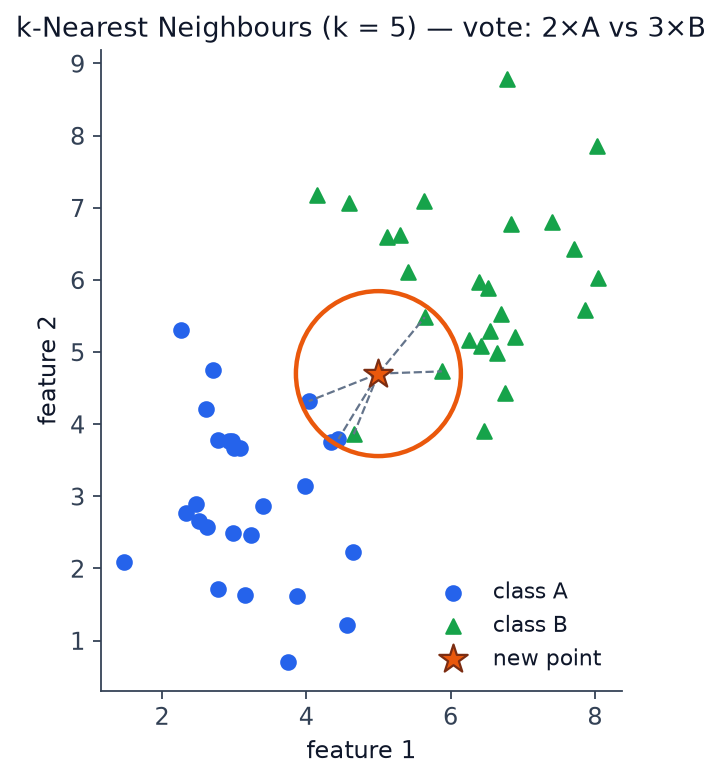 k-Nearest Neighbours (k = 5) — vote: 2×A vs 3×B
feature 2
9
8
7
6
5
4
3
2
1
class A
class B
new point
2 4 6 8
feature 1